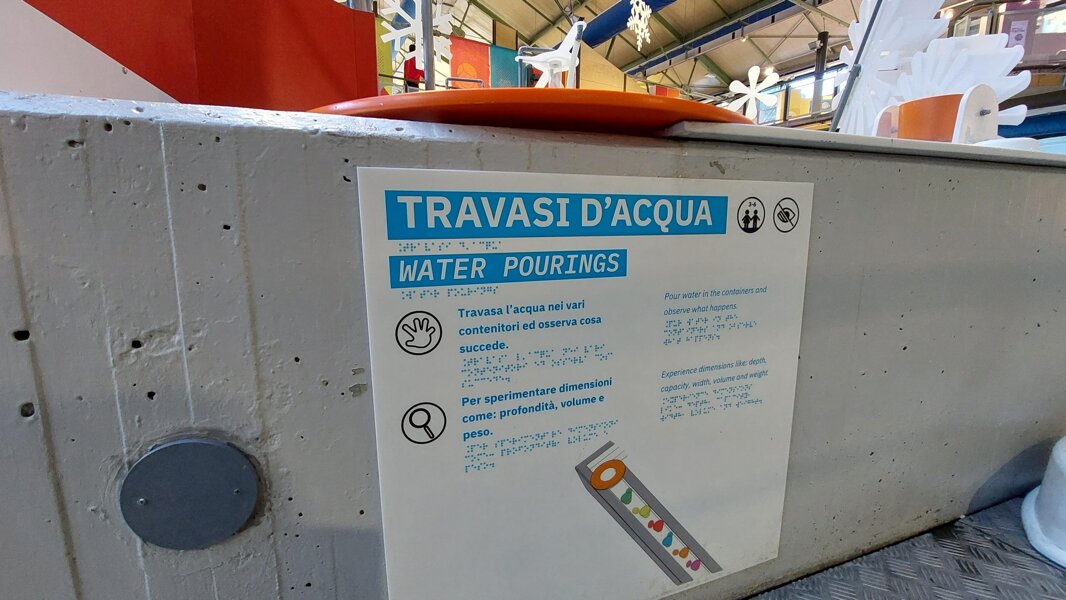 TRAVASI D'ACQUA
3-6
WATER POURINGS
Travasa l'acqua nei vari
contenitori ed osserva cosa
succede.
Per sperimentare dimensioni
come: profondità, volume e
peso.
Pour water in the containers and
observe what happens.
Experience dimensions like: depth,
capacity, width, volume and weight